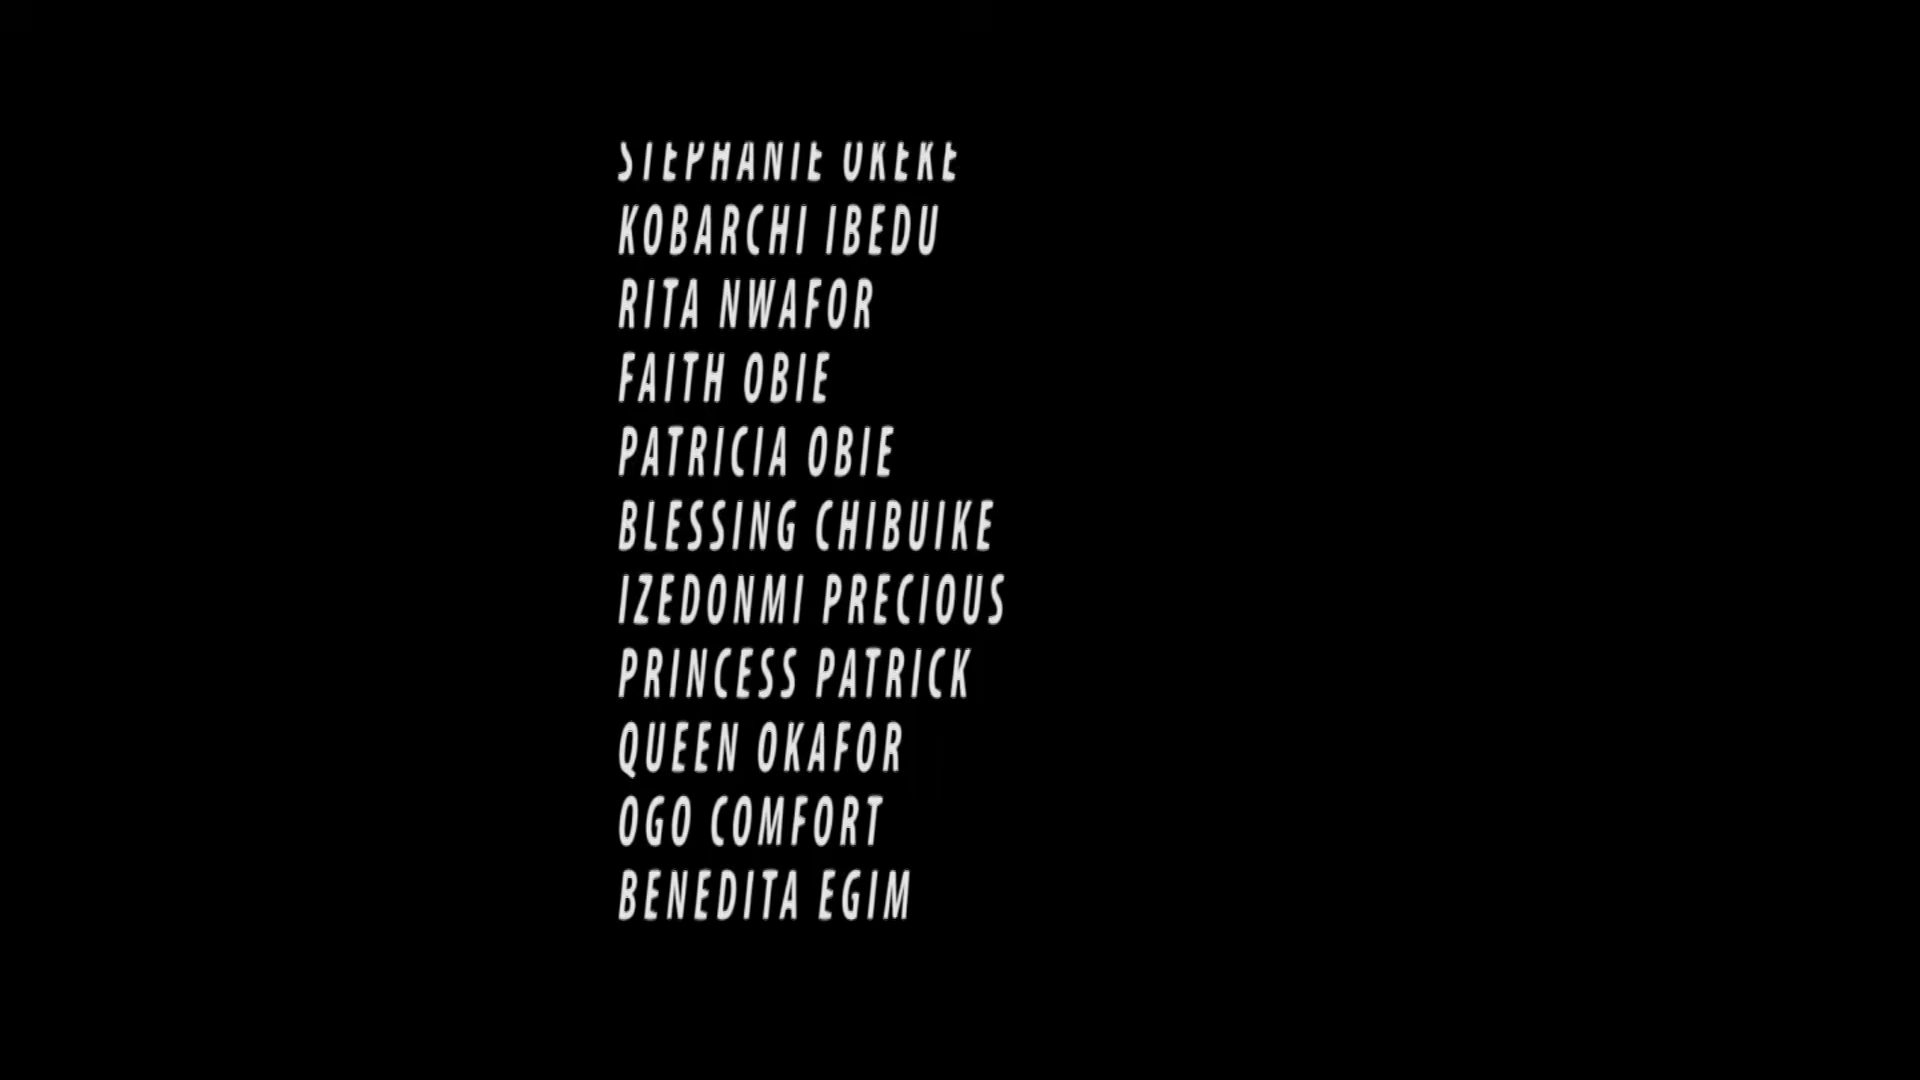 STEPHANIE OKEKE
KOBARCHI IBEDU
RITA NWAFOR
FAITH OBIE
PATRICIA OBIE
BLESSING CHIBUIKE
IZEDONMI PRECIOUS
PRINCESS PATRICK
QUEEN OKAFOR
OGO COMFORT
BENEDITA EGIM